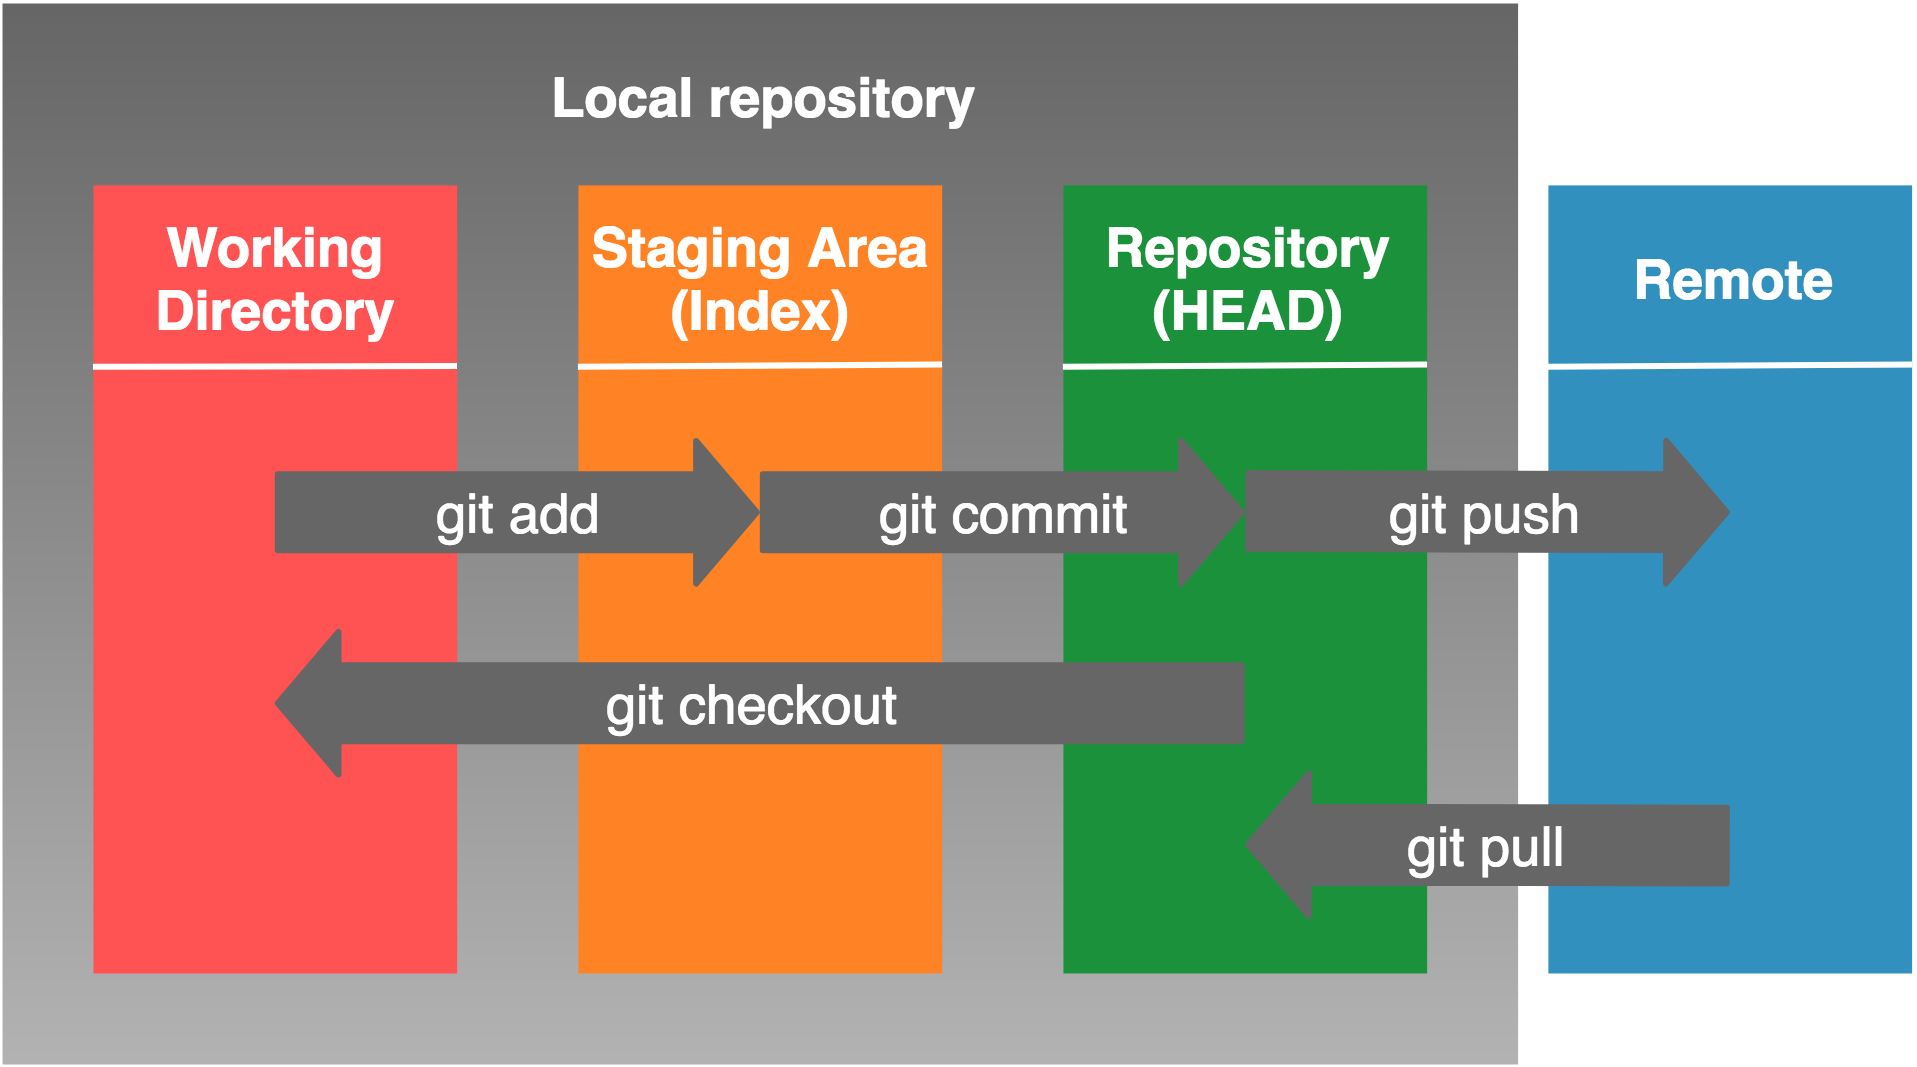 Local repository
Working
Directory
Staging Area
(Index)
Repository
(HEAD)
Remote
git add
git commit
git push
git checkout
git pull